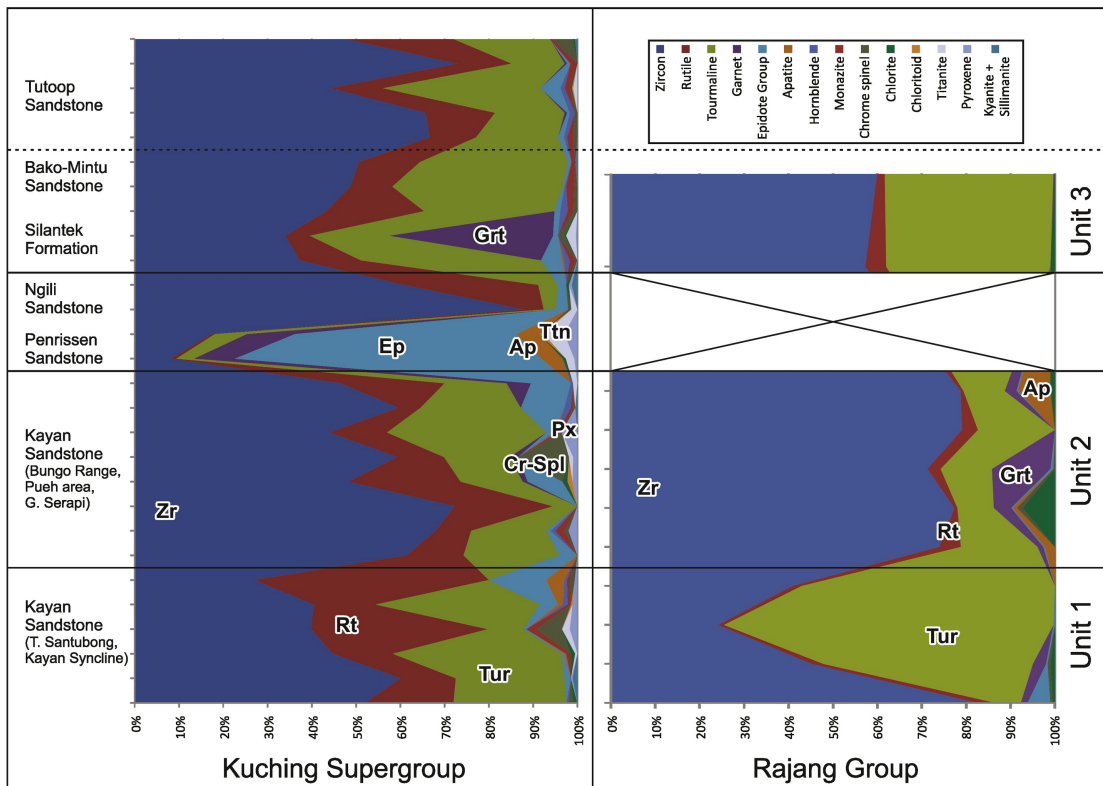 Tutoop
Sandstone
Bako-Mintu
Sandstone
Silantek
Formation
Ngili
Sandstone
Penrissen
Sandstone
Kayan
Sandstone
(Bungo Range,
Pueh area,
G. Serapi)
Kayan
Sandstone
(T. Santubong,
Kayan Syncline)
Grt
Ttn
Ep
Ap
Px
Cr-Spl
Zr
Rt
Tur
0%
10%
20%
30%
40%
50%
60%
70%
80%
90%
100%
Kuching Supergroup
Zircon
Rutile
Tourmaline
Garnet
Epidote Group
Apatite
Hornblende
Monazite
Chrome spinel
Chlorite
Chloritoid
Titanite
Pyroxene
Kyanite +
Sillimanite
Unit 3
Unit 2
Unit 1
Ap
Grt
Zr
Rt
Tur
0%
10%
20%
30%
40%
50%
60%
70%
80%
90%
100%
Rajang Group